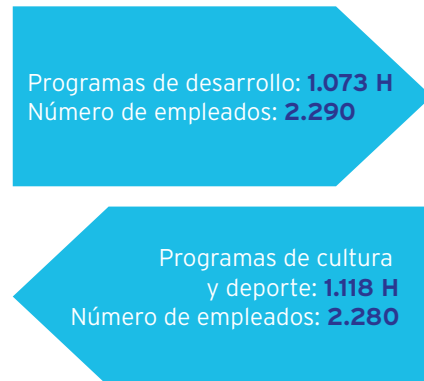 Programas de desarrollo: 1.073 H
Número de empleados: 2.290
Programas de cultura
y deporte: 1.118 H
Número de empleados: 2.280